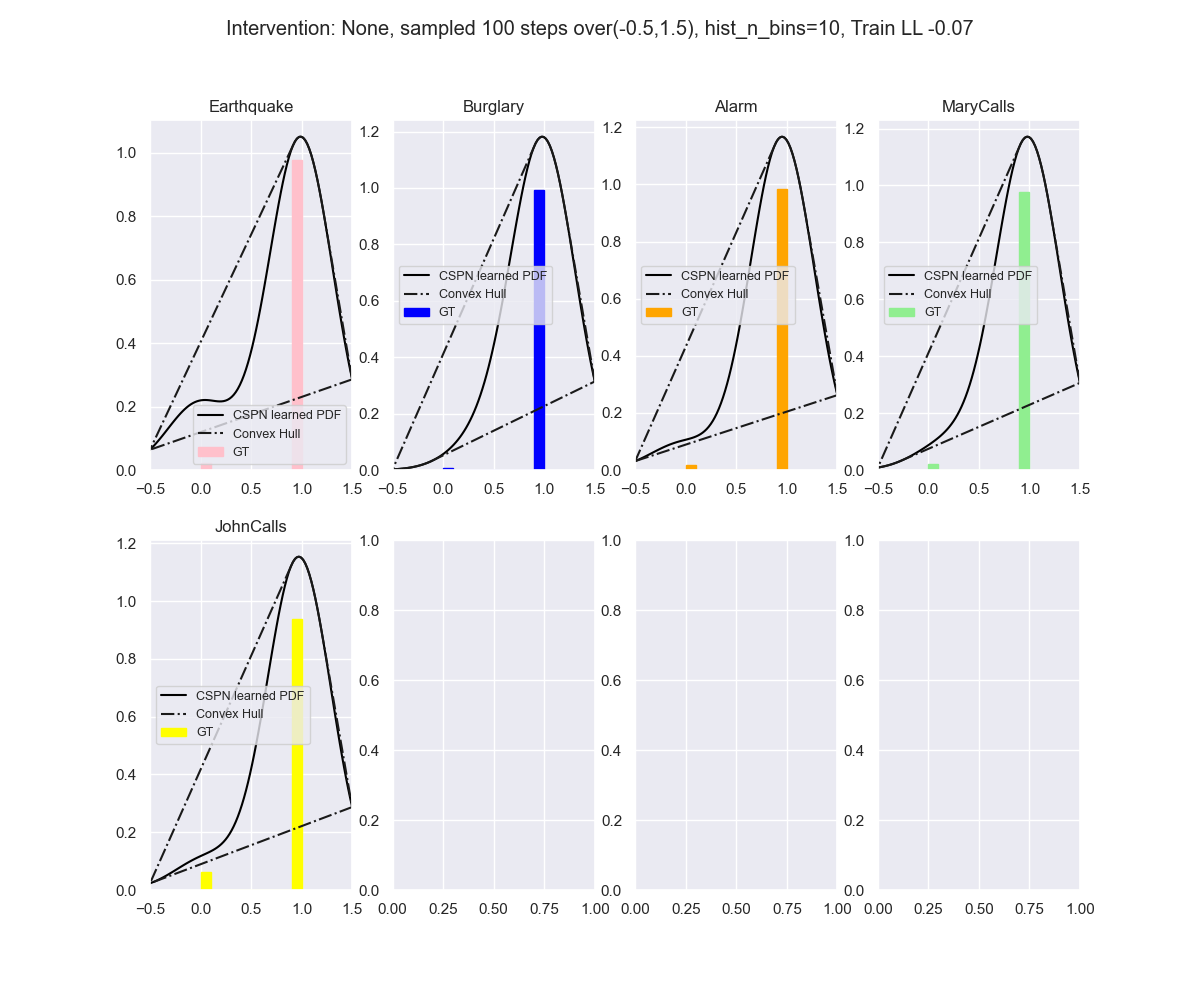 Intervention: None, sampled 100 steps over(-0.5,1.5), hist_n_bins=10, Train LL -0.07
Earthquake
1.0
0.8
0.6
0.4
0.2
0.0
−0.5 0.0 0.5 1.0 1.5
CSPN learned PDF
Convex Hull
GT
Burglary
1.2
1.0
0.8
0.6
0.4
0.2
0.0
−0.5 0.0 0.5 1.0 1.5
CSPN learned PDF
Convex Hull
GT
Alarm
1.2
1.0
0.8
0.6
0.4
0.2
0.0
−0.5 0.0 0.5 1.0 1.5
CSPN learned PDF
Convex Hull
GT
MaryCalls
1.2
1.0
0.8
0.6
0.4
0.2
0.0
−0.5 0.0 0.5 1.0 1.5
CSPN learned PDF
Convex Hull
GT
JohnCalls
1.2
1.0
0.8
0.6
0.4
0.2
0.0
−0.5 0.0 0.5 1.0 1.5
CSPN learned PDF
Convex Hull
GT
1.0
0.8
0.6
0.4
0.2
0.0
0.00 0.25 0.50 0.75 1.00
1.0
0.8
0.6
0.4
0.2
0.0
0.00 0.25 0.50 0.75 1.00
1.0
0.8
0.6
0.4
0.2
0.0
0.00 0.25 0.50 0.75 1.00